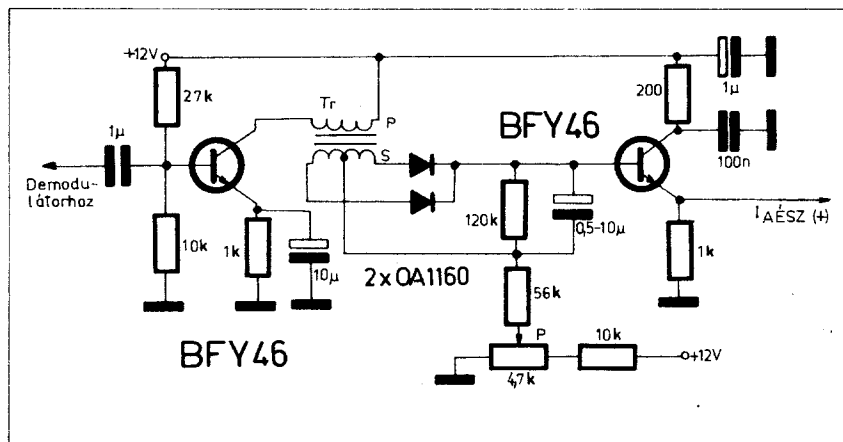 +12V
27k
1µ
Demodu-
látorhoz
10k
1k
10µ
BFY46
Tr
P
S
2xOA1160
120k
0,5-10µ
56k
P
4,7k
10k
+12V
BFY46
200
1µ
100n
I AÉSZ (+)
1k